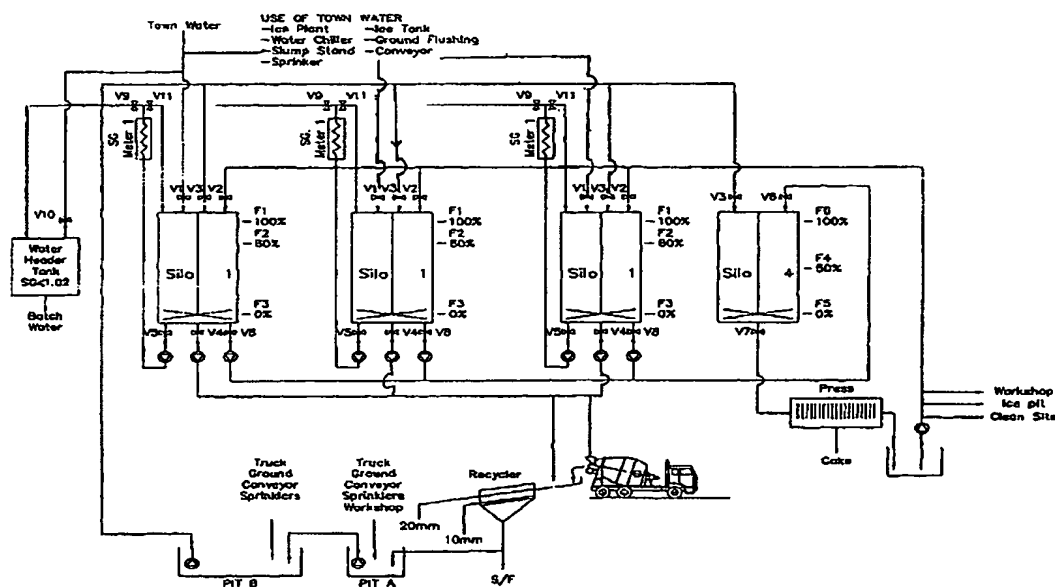 USE OF TOWN WATER
Town Water
-Ice Plant
-Ice Tank
-Water Chiller
-Ground Flushing
-Slump Stand
-Conveyor
-Sprinker
V9
V11
V9
V11
V9
V11
SG
Meter 1
SG.
Meter 1
SG
Meter 1
V1
V3
V2
V1
V3
V2
V1
V3
V2
V3
V6
V10
Water
Header
Tank
SG<1.02
Batch
Water
Silo 1
F1
-100%
F2
-80%
F3
-0%
Silo 1
F1
-100%
F2
-80%
F3
-0%
Silo 1
F1
-100%
F2
-80%
F3
-0%
Silo 4
F6
-100%
F4
-50%
F5
-0%
V5
V4
V8
V5
V4
V8
V5
V4
V8
V7
Press
Cake
Workshop
Ice pit
Clean Site
Truck
Ground
Conveyor
Sprinklers
Truck
Ground
Conveyor
Sprinklers
Workshop
Recycler
20mm
10mm
S/F
PIT B
PIT A